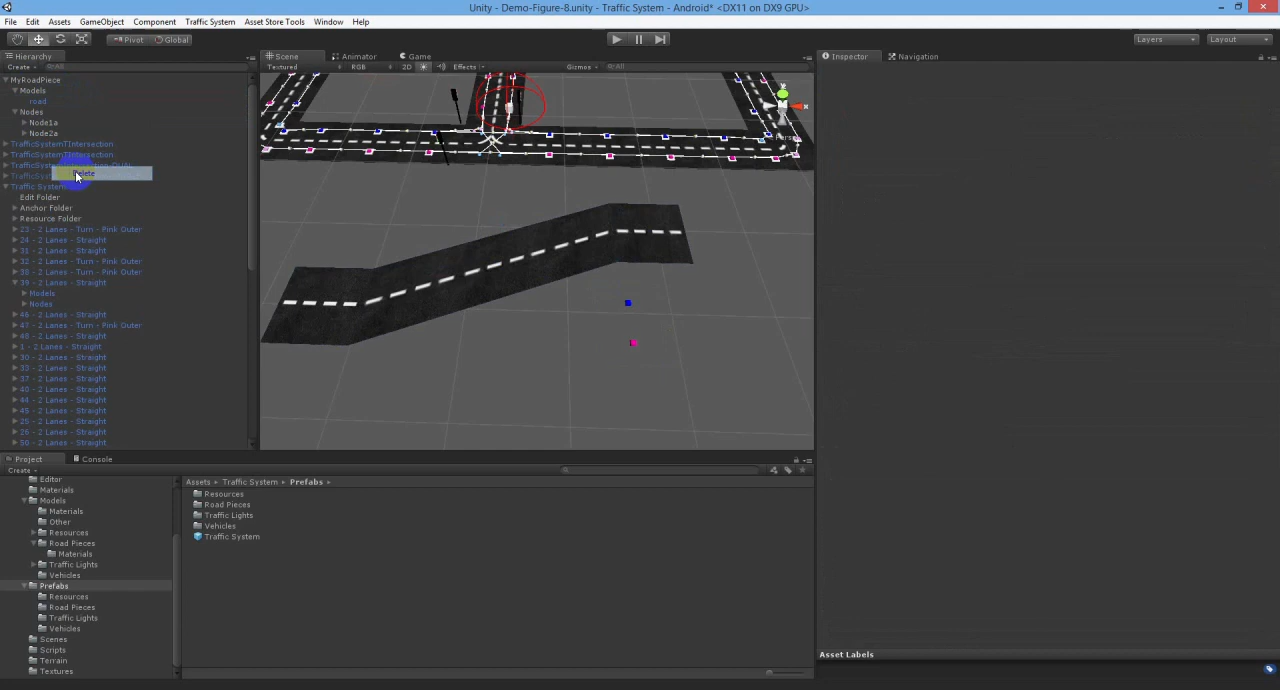 Unity - Demo-Figure-8.unity - Traffic System - Android* <DX11 on DX9 GPU>
File Edit Assets GameObject Component Traffic System Asset Store Tools Window Help
Pivot Global
Layers Layout
Hierarchy
Create All
MyRoadPiece
Models
road
Nodes
Node1a
Node2a
TrafficSystemTIntersection
TrafficSystemTIntersection
Delete
Traffic System
Edit Folder
Anchor Folder
Resource Folder
23 - 2 Lanes - Turn - Pink Outer
24 - 2 Lanes - Straight
31 - 2 Lanes - Straight
32 - 2 Lanes - Turn - Pink Outer
38 - 2 Lanes - Turn - Pink Outer
39 - 2 Lanes - Straight
Models
Nodes
46 - 2 Lanes - Straight
47 - 2 Lanes - Turn - Pink Outer
48 - 2 Lanes - Straight
1 - 2 Lanes - Straight
30 - 2 Lanes - Straight
33 - 2 Lanes - Straight
37 - 2 Lanes - Straight
40 - 2 Lanes - Straight
44 - 2 Lanes - Straight
45 - 2 Lanes - Straight
25 - 2 Lanes - Straight
26 - 2 Lanes - Straight
50 - 2 Lanes - Straight
Scene Animator Game
Textured RGB 2D Effects Gizmos All
y
x
Persp
Inspector Navigation
Asset Labels
Project Console
Create
Editor
Materials
Models
Materials
Other
Resources
Road Pieces
Materials
Traffic Lights
Vehicles
Prefabs
Resources
Road Pieces
Traffic Lights
Vehicles
Scenes
Scripts
Terrain
Textures
Assets Traffic System Prefabs
Resources
Road Pieces
Traffic Lights
Vehicles
Traffic System